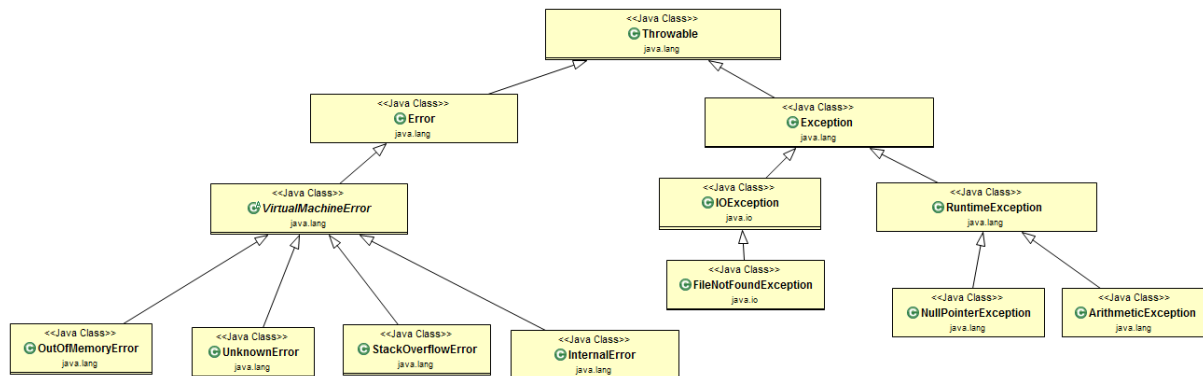 <<Java Class>>
Throwable
java.lang
<<Java Class>>
Error
java.lang
<<Java Class>>
Exception
java.lang
<<Java Class>>
VirtualMachineError
java.lang
<<Java Class>>
IOException
java.io
<<Java Class>>
RuntimeException
java.lang
<<Java Class>>
FileNotFoundException
java.io
<<Java Class>>
NullPointerException
java.lang
<<Java Class>>
ArithmeticException
java.lang
<<Java Class>>
OutOfMemoryError
java.lang
<<Java Class>>
UnknownError
java.lang
<<Java Class>>
StackOverflowError
java.lang
<<Java Class>>
InternalError
java.lang